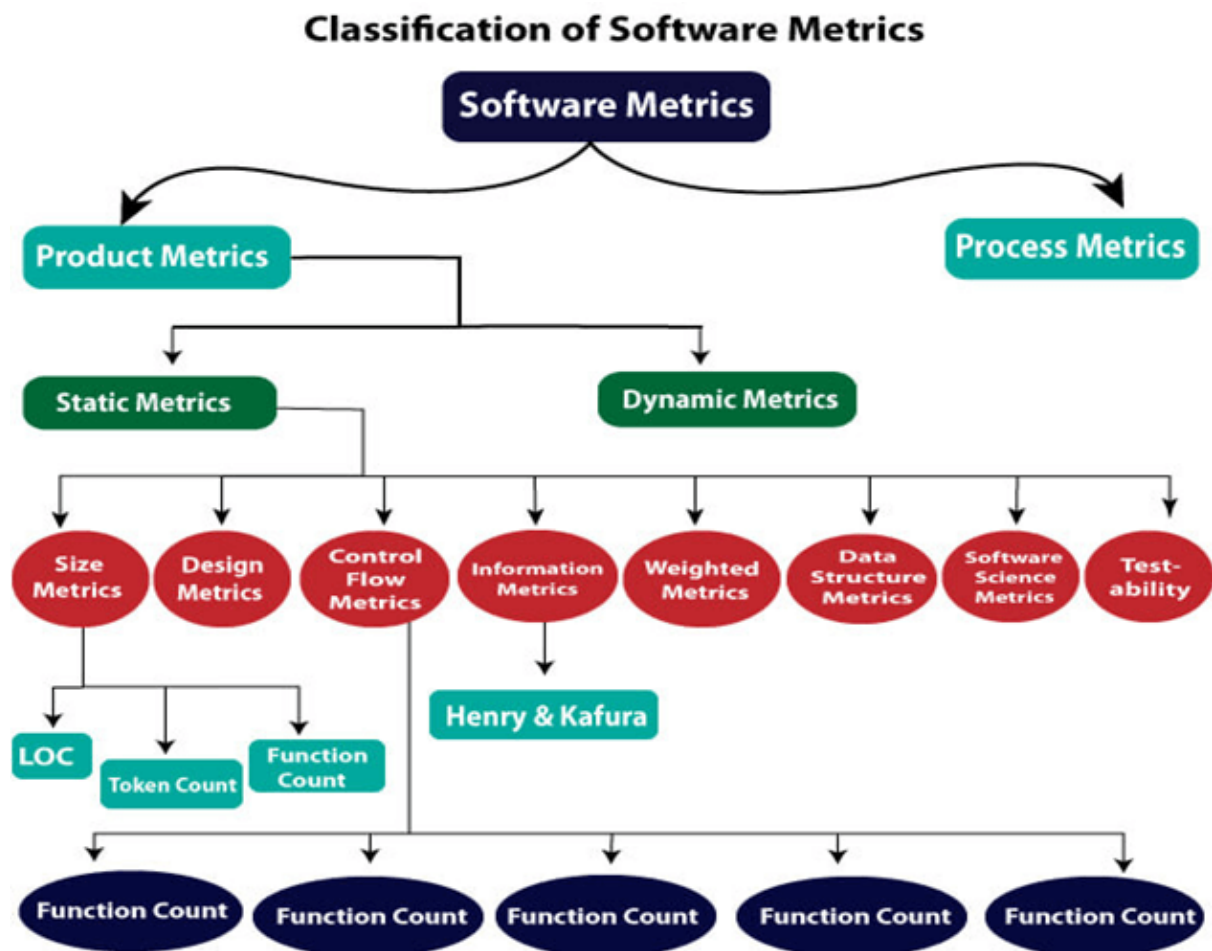 Classification of Software Metrics
Software Metrics
Product Metrics
Process Metrics
Static Metrics
Dynamic Metrics
Size
Metrics
Design
Metrics
Control
Flow
Metrics
Information
Metrics
Weighted
Metrics
Data
Structure
Metrics
Software
Science
Metrics
Test-
ability
LOC
Token Count
Function
Count
Henry & Kafura
Function Count
Function Count
Function Count
Function Count
Function Count